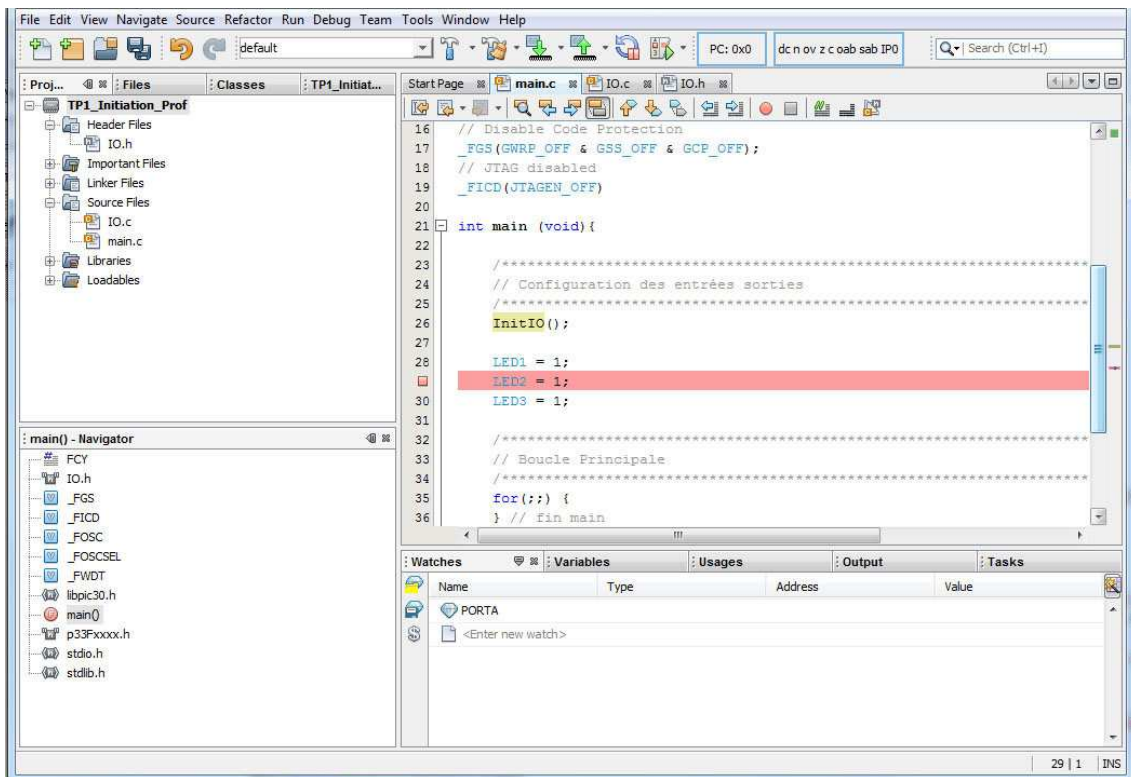 File Edit View Navigate Source Refactor Run Debug Team Tools Window Help
default
PC: 0x0
dc n ov z c oab sab IP0
Search (Ctrl+I)
Proj... Files Classes TP1_Initiat...
TP1_Initiation_Prof
Header Files
IO.h
Important Files
Linker Files
Source Files
IO.c
main.c
Libraries
Loadables
main() - Navigator
FCY
IO.h
_FGS
_FICD
_FOSC
_FOSCSEL
_FWDT
libpic30.h
main()
p33Fxxxx.h
stdio.h
stdlib.h
Start Page main.c IO.c IO.h
16 // Disable Code Protection
17 _FGS(GWRP_OFF & GSS_OFF & GCP_OFF);
18 // JTAG disabled
19 _FICD(JTAGEN_OFF)
20
21 int main (void){
22
23 /****************************************************************************
24 // Configuration des entrées sorties
25 /****************************************************************************
26 InitIO();
27
28 LED1 = 1;
LED2 = 1;
30 LED3 = 1;
31
32 /****************************************************************************
33 // Boucle Principale
34 /****************************************************************************
35 for(;;) {
36 } // fin main
Watches Variables Usages Output Tasks
Name Type Address Value
PORTA
<Enter new watch>
29 | 1 INS